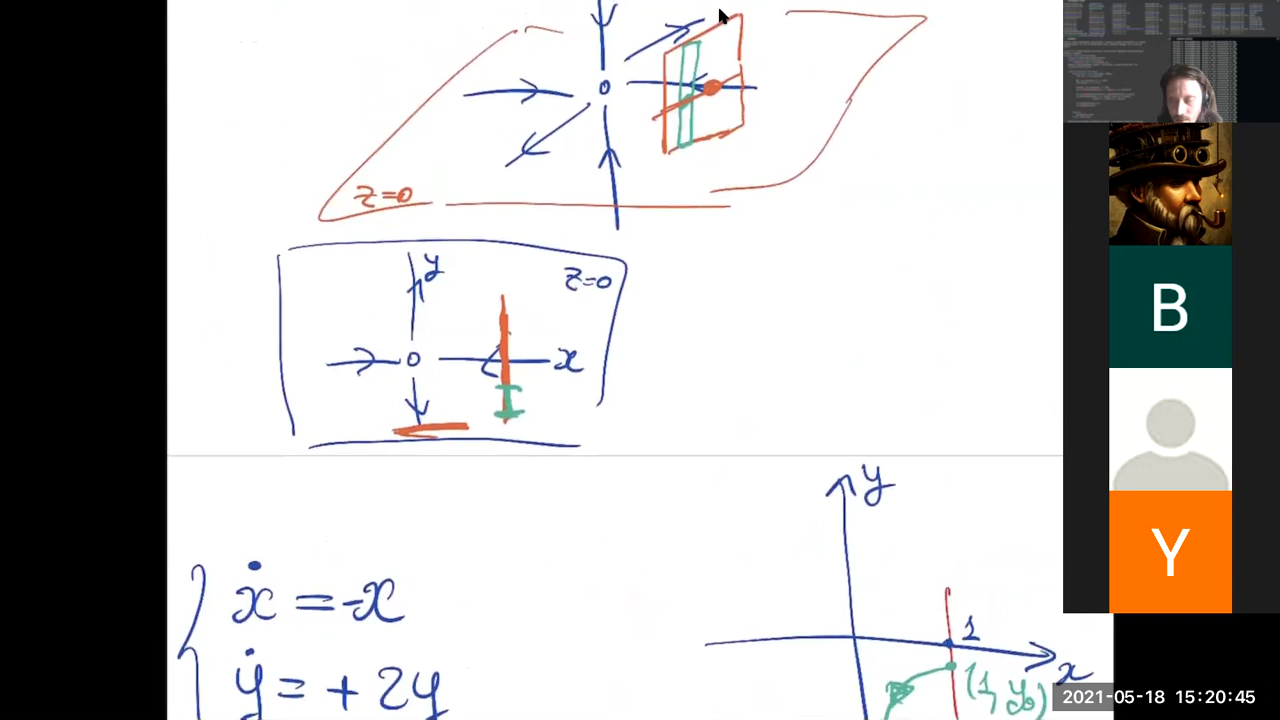 z=0
y
z=0
x
y
ẋ = -x
1
ẏ = + 2y
x
(1, y₀)
B
Y
2021-05-18 15:20:45